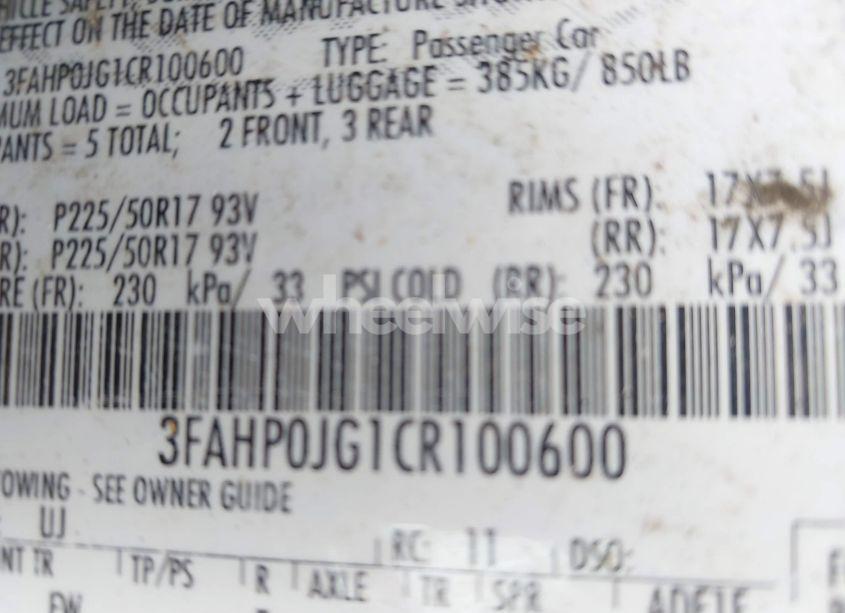 EFFECT ON THE DATE OF MANUFACTURE
3FAHP0JG1CR100600 TYPE: Passenger Car
MUM LOAD = OCCUPANTS + LUGGAGE = 385KG/ 850LB
PANTS = 5 TOTAL; 2 FRONT, 3 REAR
R): P225/50R17 93V RIMS (FR): 17X7.5J
R): P225/50R17 93V (RR): 17X7.5J
RE (FR): 230 kPa/ 33 PSI COLD (RR): 230 kPa/ 33
wheelwise
3FAHP0JG1CR100600
TOWING - SEE OWNER GUIDE
: UJ
RC: 11 DSO:
NT TR TP/PS R AXLE TR SPR